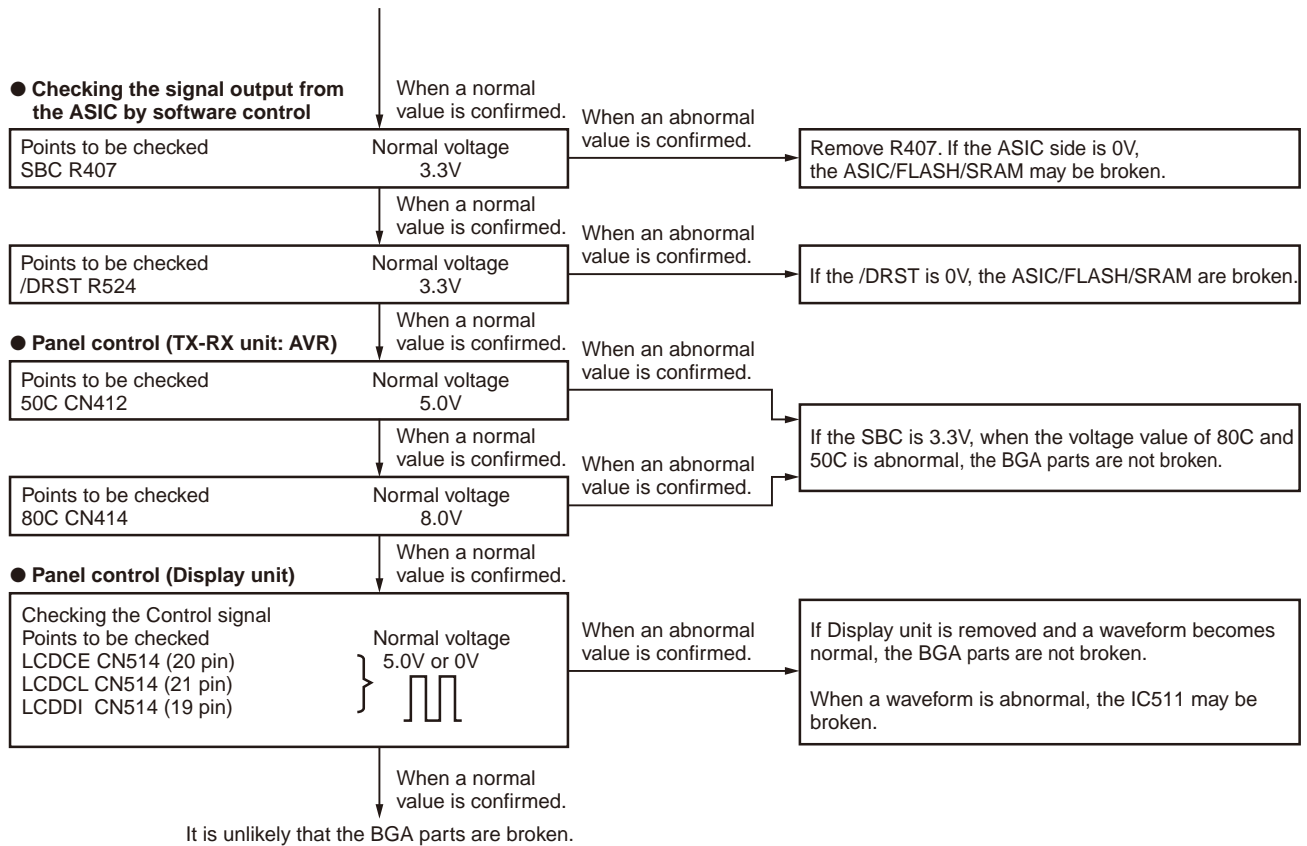 ● Checking the signal output from
the ASIC by software control
When a normal
value is confirmed.
When an abnormal
value is confirmed.
Points to be checked Normal voltage
SBC R407 3.3V
Remove R407. If the ASIC side is 0V,
the ASIC/FLASH/SRAM may be broken.
When a normal
value is confirmed.
When an abnormal
value is confirmed.
Points to be checked Normal voltage
/DRST R524 3.3V
If the /DRST is 0V, the ASIC/FLASH/SRAM are broken.
When a normal
value is confirmed.
● Panel control (TX-RX unit: AVR)
When an abnormal
value is confirmed.
Points to be checked Normal voltage
50C CN412 5.0V
If the SBC is 3.3V, when the voltage value of 80C and
50C is abnormal, the BGA parts are not broken.
When a normal
value is confirmed.
When an abnormal
value is confirmed.
Points to be checked Normal voltage
80C CN414 8.0V
When a normal
value is confirmed.
● Panel control (Display unit)
Checking the Control signal
Points to be checked Normal voltage
LCDCE CN514 (20 pin) 5.0V or 0V
LCDCL CN514 (21 pin)
LCDDI CN514 (19 pin)
When an abnormal
value is confirmed.
If Display unit is removed and a waveform becomes
normal, the BGA parts are not broken.
When a waveform is abnormal, the IC511 may be
broken.
When a normal
value is confirmed.
It is unlikely that the BGA parts are broken.